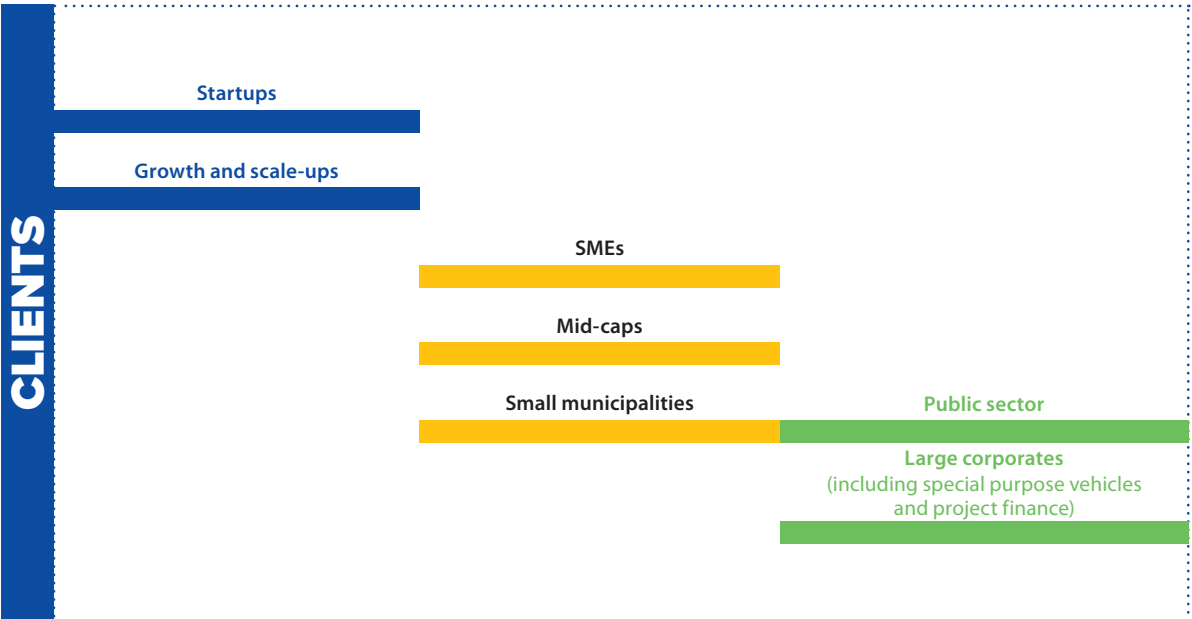 CLIENTS
Startups
Growth and scale-ups
SMEs
Mid-caps
Small municipalities
Public sector
Large corporates
(including special purpose vehicles
and project finance)